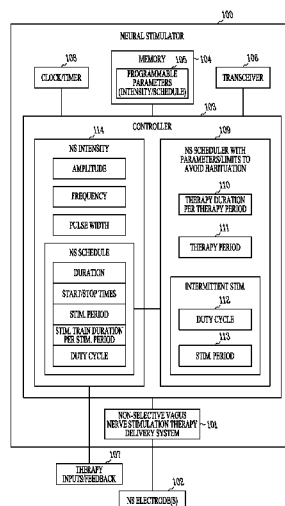 100
NEURAL STIMULATOR
MEMORY
104
105
PROGRAMMABLE
PARAMETERS
(INTENSITY/SCHEDULE)
CLOCK/TIMER
TRANSCHIVER
106
103
CONTROLLER
114
NS INTENSITY
AMPLITUDE
FREQUENCY
PULSE WIDTH
NS SCHEDULE
DURATION
START/STOP TIMES
STIM. PERIOD
STIM. TRAIN DURATION
PER STIM. PERIOD
DUTY CYCLE
109
NS SCHEDULER WITH
PARAMETERS/LIMITS TO
AVOID HABITUATION
110
THERAPY DURATION
PER THERAPY PERIOD
111
THERAPY PERIOD
INTERMITTENT STIM.
112
DUTY CYCLE
113
STIM. PERIOD
NON-SELECTIVE VAGUS
NERVE STIMULATION THERAPY
DELIVERY SYSTEM
101
107
THERAPY
INPUTS/FEEDBACK
102
NS ELECTRODE(S)